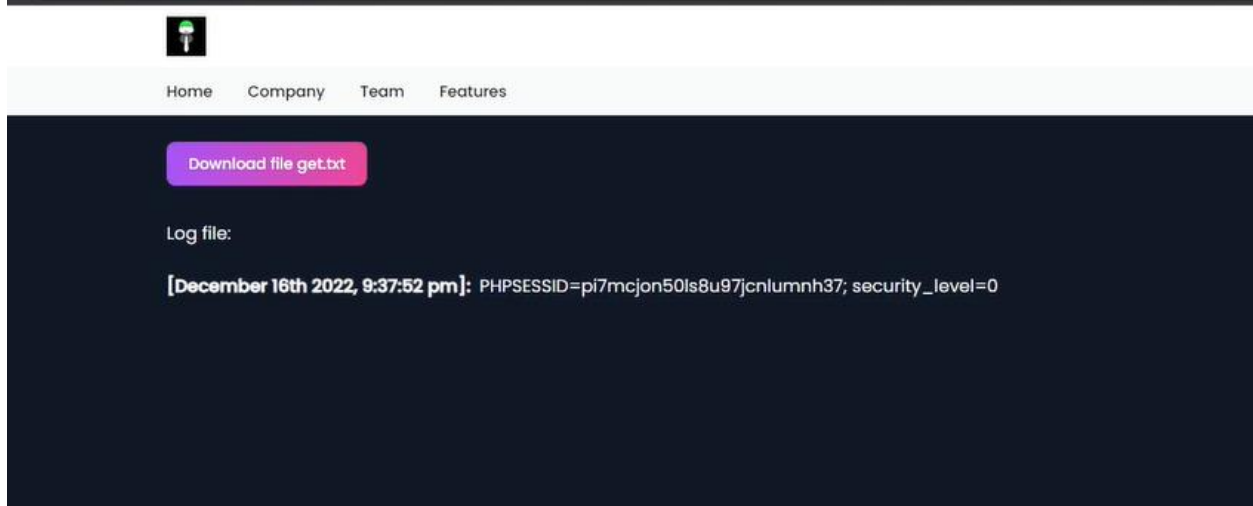 Home Company Team Features
Download file get.txt
Log file:
[December 16th 2022, 9:37:52 pm]: PHPSESSID=pi7mcjon50ls8u97jcnlumnh37; security_level=0